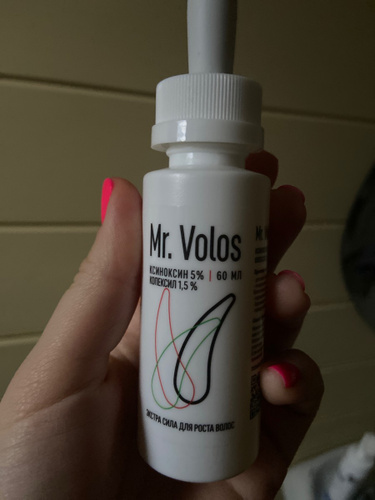 Mr. Volos
КСИНОКСИН 5% | 60 МЛ
КОПЕКСИЛ 1,5%
ЭКСТРА СИЛА ДЛЯ РОСТА ВОЛОС